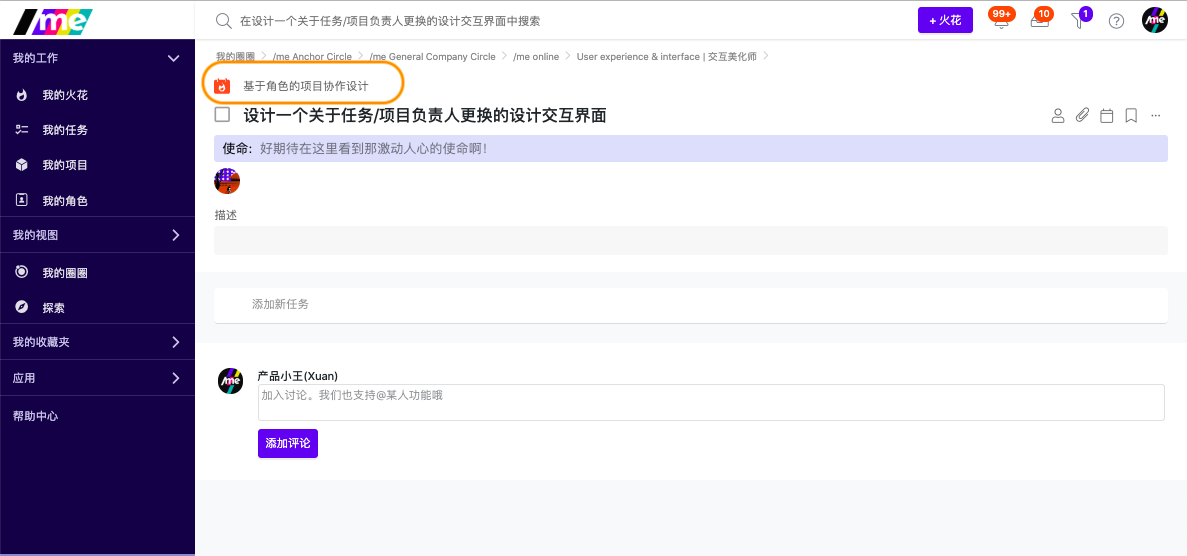 /me
在设计一个关于任务/项目负责人更换的设计交互界面中搜索
+ 火花
99+
10
1
?
/me
我的工作
我的火花
我的任务
我的项目
我的角色
我的视图
我的圈圈
探索
我的收藏夹
应用
帮助中心
我的圈圈 > /me Anchor Circle > /me General Company Circle > /me online > User experience & interface | 交互美化师 >
基于角色的项目协作设计
设计一个关于任务/项目负责人更换的设计交互界面
使命: 好期待在这里看到那激动人心的使命啊!
描述
添加新任务
/me
产品小王(Xuan)
加入讨论。我们也支持@某人功能哦
添加评论